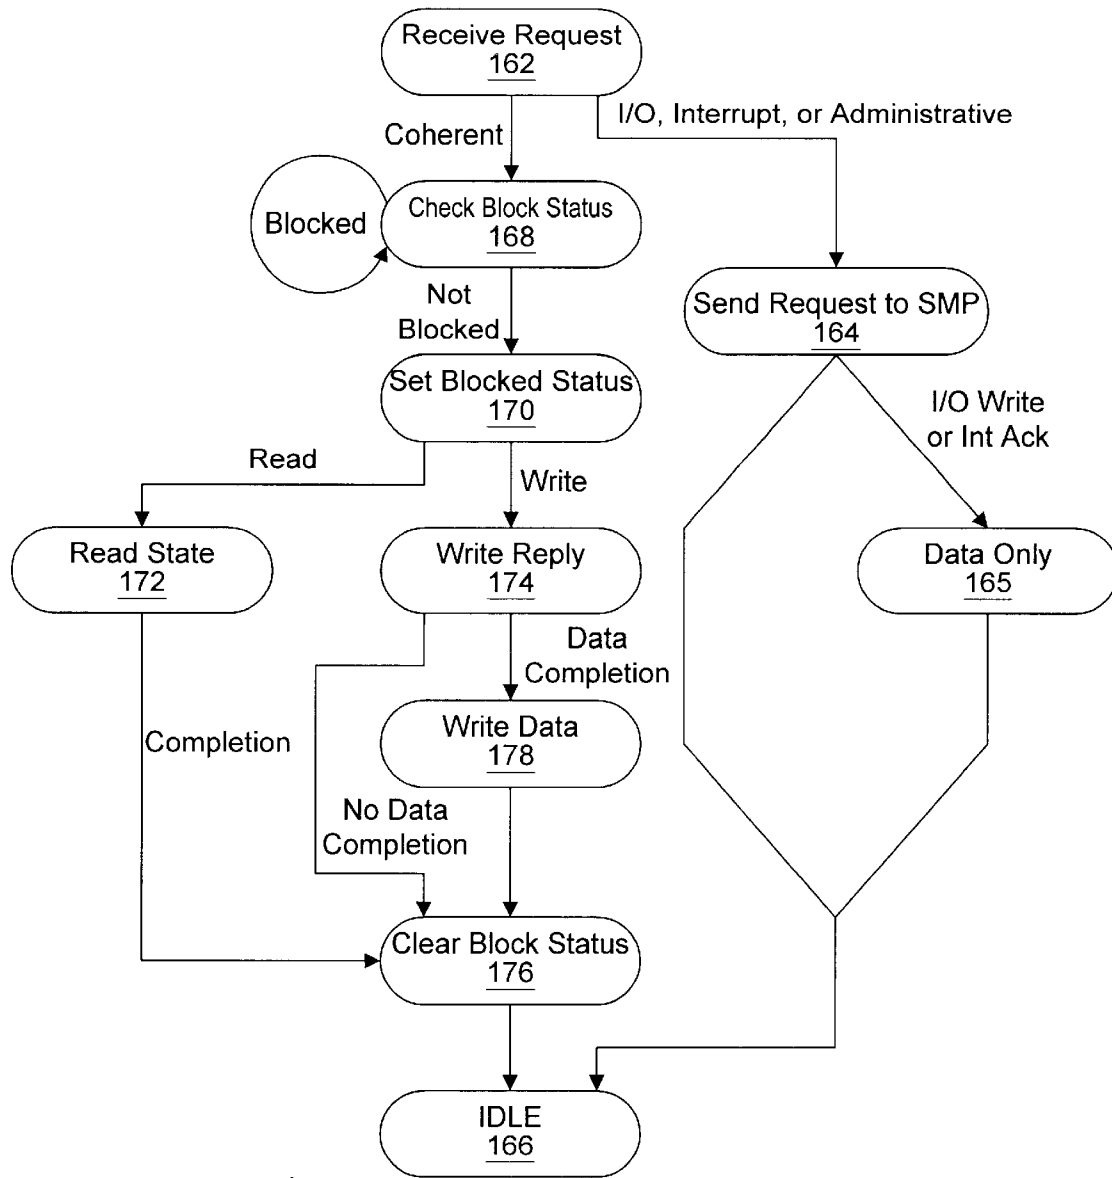 Receive Request
162
I/O, Interrupt, or Administrative
Coherent
Check Block Status
168
Blocked
Not
Blocked
Send Request to SMP
164
Set Blocked Status
170
I/O Write
or Int Ack
Read
Write
Read State
172
Write Reply
174
Data Only
165
Data
Completion
Write Data
178
Completion
No Data
Completion
Clear Block Status
176
IDLE
166